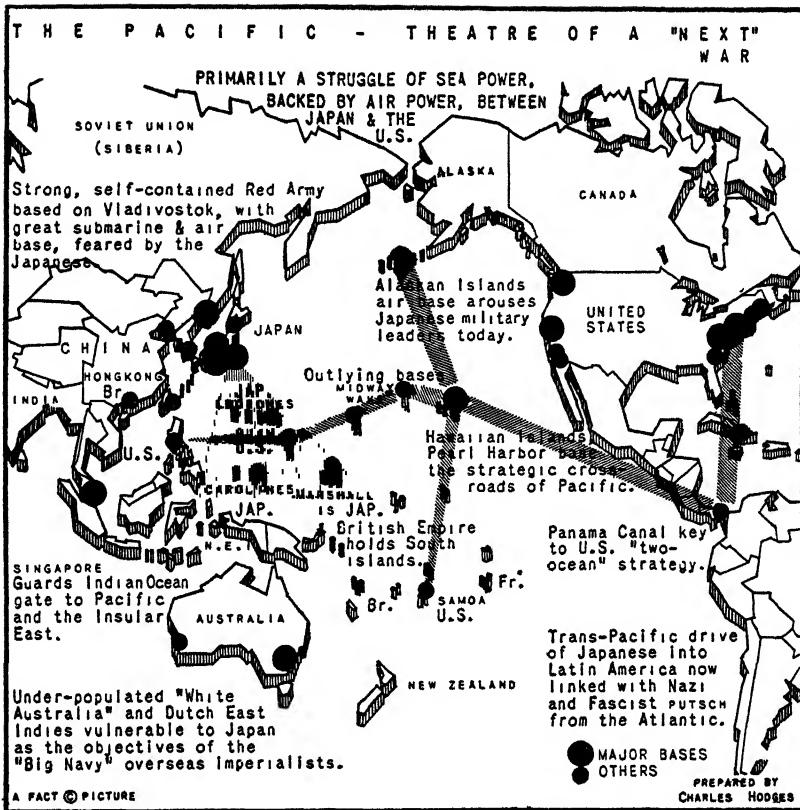 THE PACIFIC - THEATRE OF A "NEXT"
WAR
PRIMARILY A STRUGGLE OF SEA POWER,
BACKED BY AIR POWER, BETWEEN
JAPAN & THE
U.S.
SOVIET UNION
(SIBERIA)
ALASKA
CANADA
Strong, self-contained Red Army
based on Vladivostok, with
great submarine & air
base, feared by the
Japanese.
Alaskan Islands
air base arouses
Japanese military
leaders today.
UNITED
STATES
JAPAN
CHINA
HONGKONG
Br.
INDIA
Outlying bases
MIDWAY
WAKE
JAP.
LADRONES
GUAM
U.S.
U.S.
Hawaiian Islands,
Pearl Harbor base
the strategic cross-
roads of Pacific.
CAROLINES
JAP.
MARSHALL
IS JAP.
British Empire
holds South
Islands.
N.E.I.
Panama Canal key
to U.S. "two-
ocean" strategy.
SINGAPORE
Guards Indian Ocean
gate to Pacific
and the Insular
East.
AUSTRALIA
Br.
SAMOA
U.S.
Fr.
Trans-Pacific drive
of Japanese into
Latin America now
linked with Nazi
and Fascist PUTSCH
from the Atlantic.
NEW ZEALAND
Under-populated "White
Australia" and Dutch East
Indies vulnerable to Japan
as the objectives of the
"Big Navy" overseas imperialists.
MAJOR BASES
OTHERS
A FACT © PICTURE
PREPARED BY
CHARLES HODGES